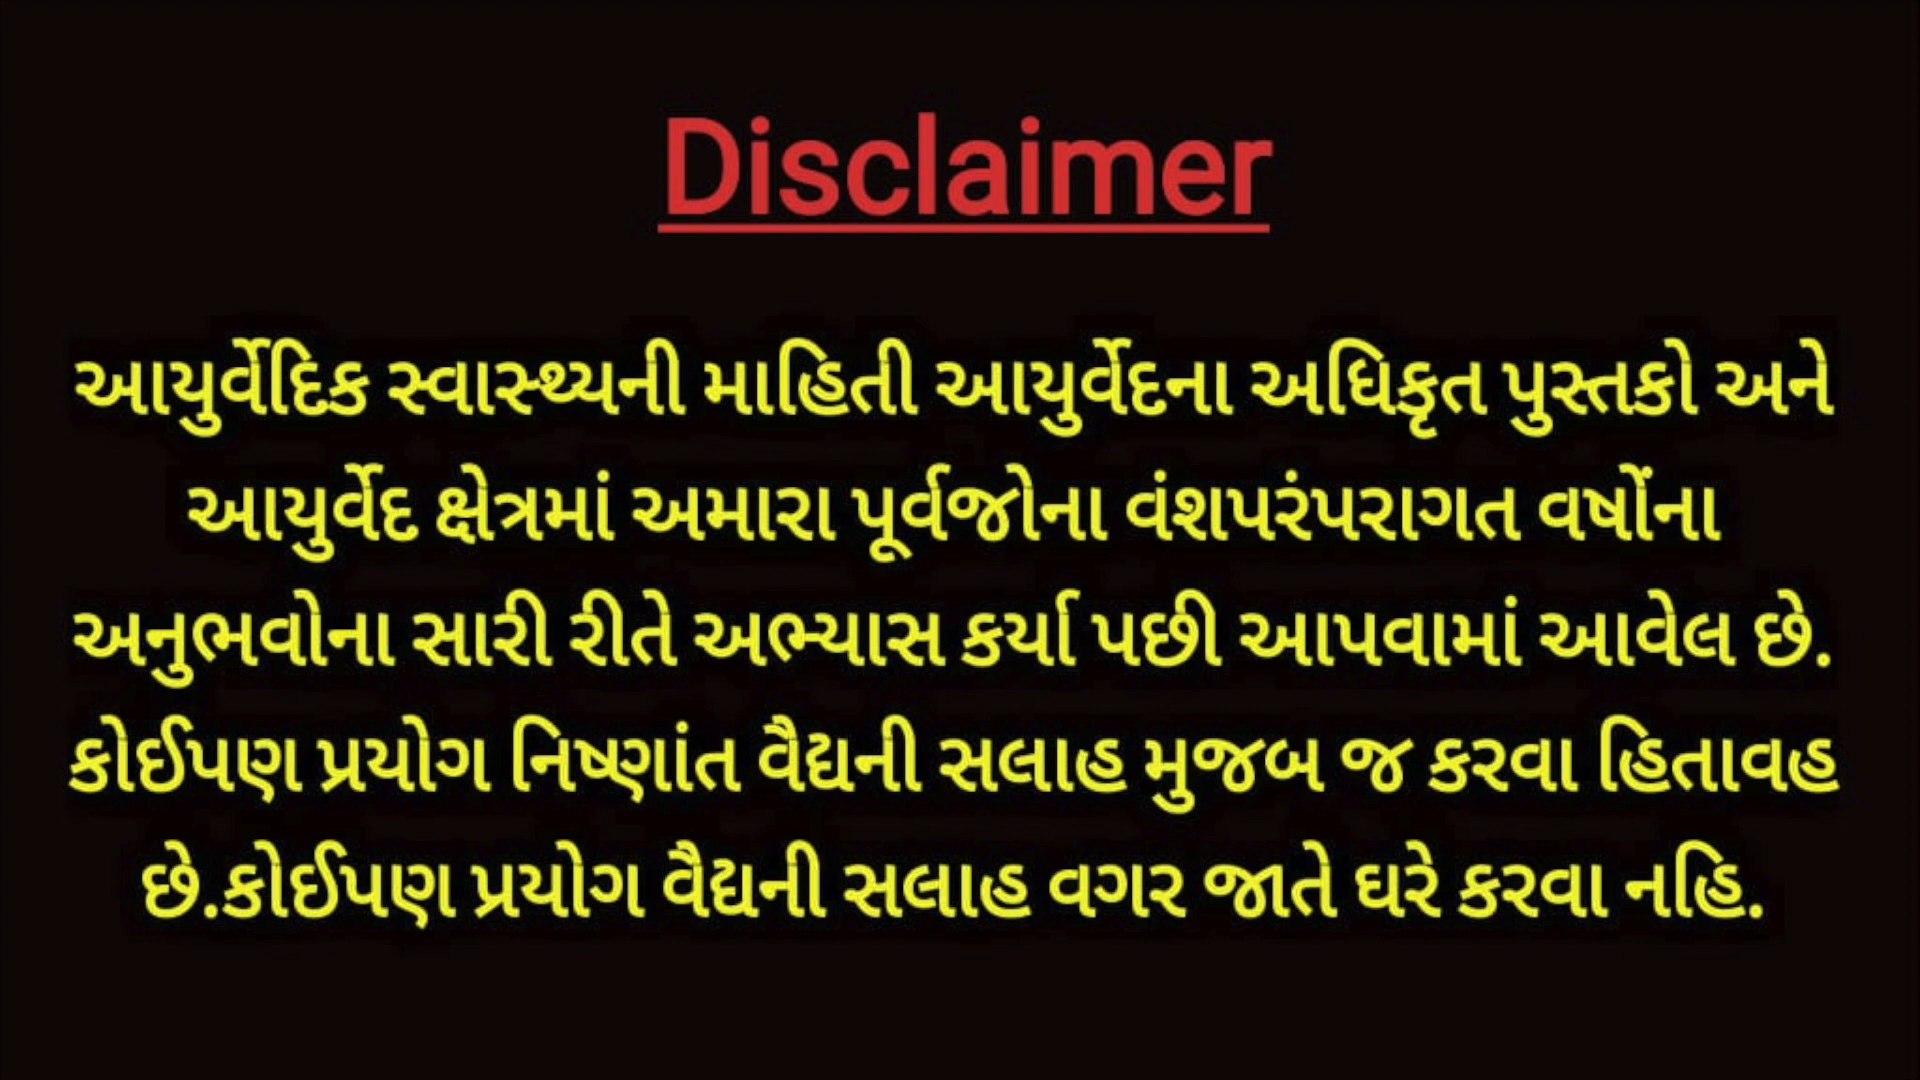 Disclaimer
આયુર્વેદિક સ્વાસ્થ્યની માહિતી આયુર્વેદના અધિકૃત પુસ્તકો અને
આયુર્વેદ ક્ષેત્રમાં અમારા પૂર્વજોના વંશપરંપરાગત વર્ષોના
અનુભવોના સારી રીતે અભ્યાસ કર્યા પછી આપવામાં આવેલ છે.
કોઈપણ પ્રયોગ નિષ્ણાંત વૈદ્યની સલાહ મુજબ જ કરવા હિતાવહ
છે.કોઈપણ પ્રયોગ વૈદ્યની સલાહ વગર જાતે ઘરે કરવા નહિ.